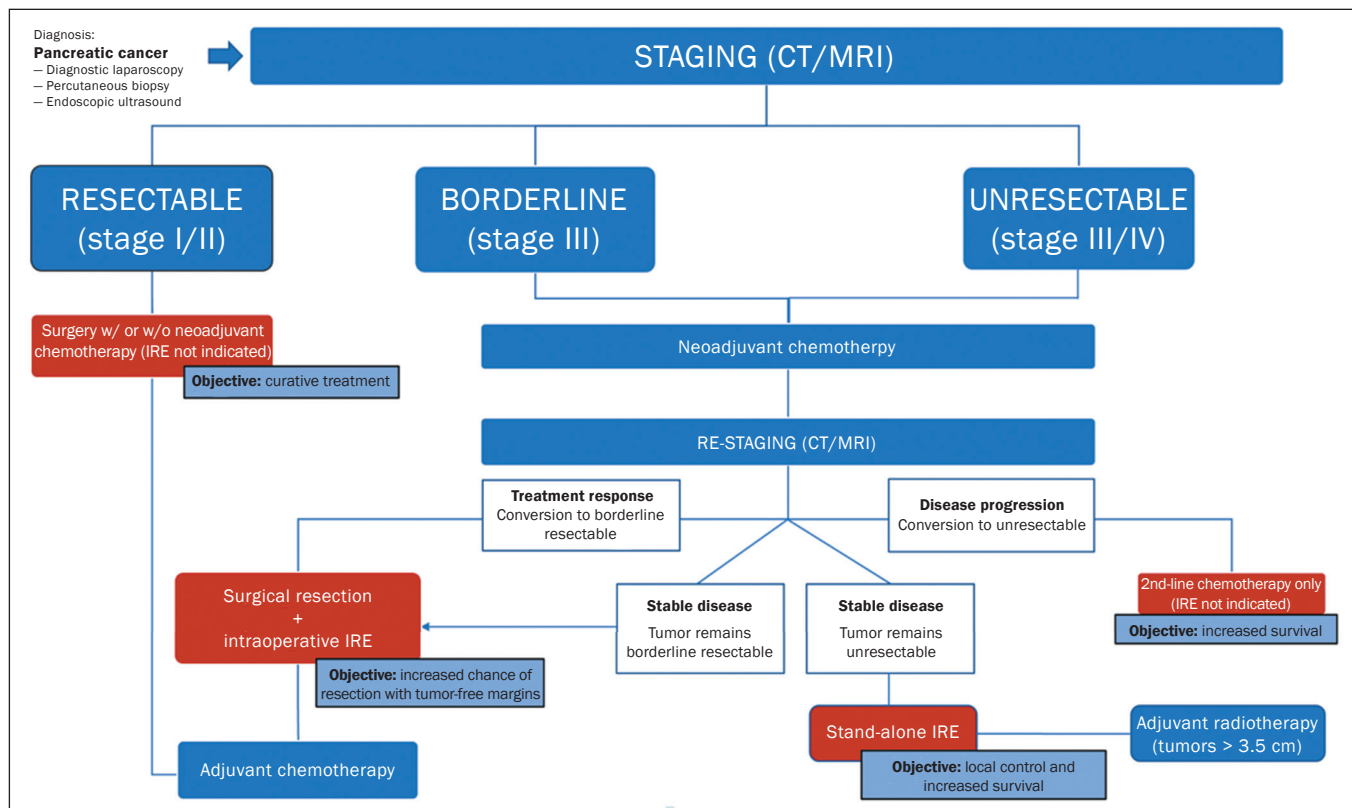 Diagnosis:
Pancreatic cancer
— Diagnostic laparoscopy
— Percutaneous biopsy
— Endoscopic ultrasound
STAGING (CT/MRI)
RESECTABLE
(stage I/II)
BORDERLINE
(stage III)
UNRESECTABLE
(stage III/IV)
Surgery w/ or w/o neoadjuvant
chemotherapy (IRE not indicated)
Objective: curative treatment
Neoadjuvant chemotherpy
RE-STAGING (CT/MRI)
Treatment response
Conversion to borderline
resectable
Disease progression
Conversion to unresectable
Surgical resection
+
intraoperative IRE
Objective: increased chance of
resection with tumor-free margins
Stable disease
Tumor remains
borderline resectable
Stable disease
Tumor remains
unresectable
2nd-line chemotherapy only
(IRE not indicated)
Objective: increased survival
Adjuvant chemotherapy
Stand-alone IRE
Objective: local control and
increased survival
Adjuvant radiotherapy
(tumors > 3.5 cm)